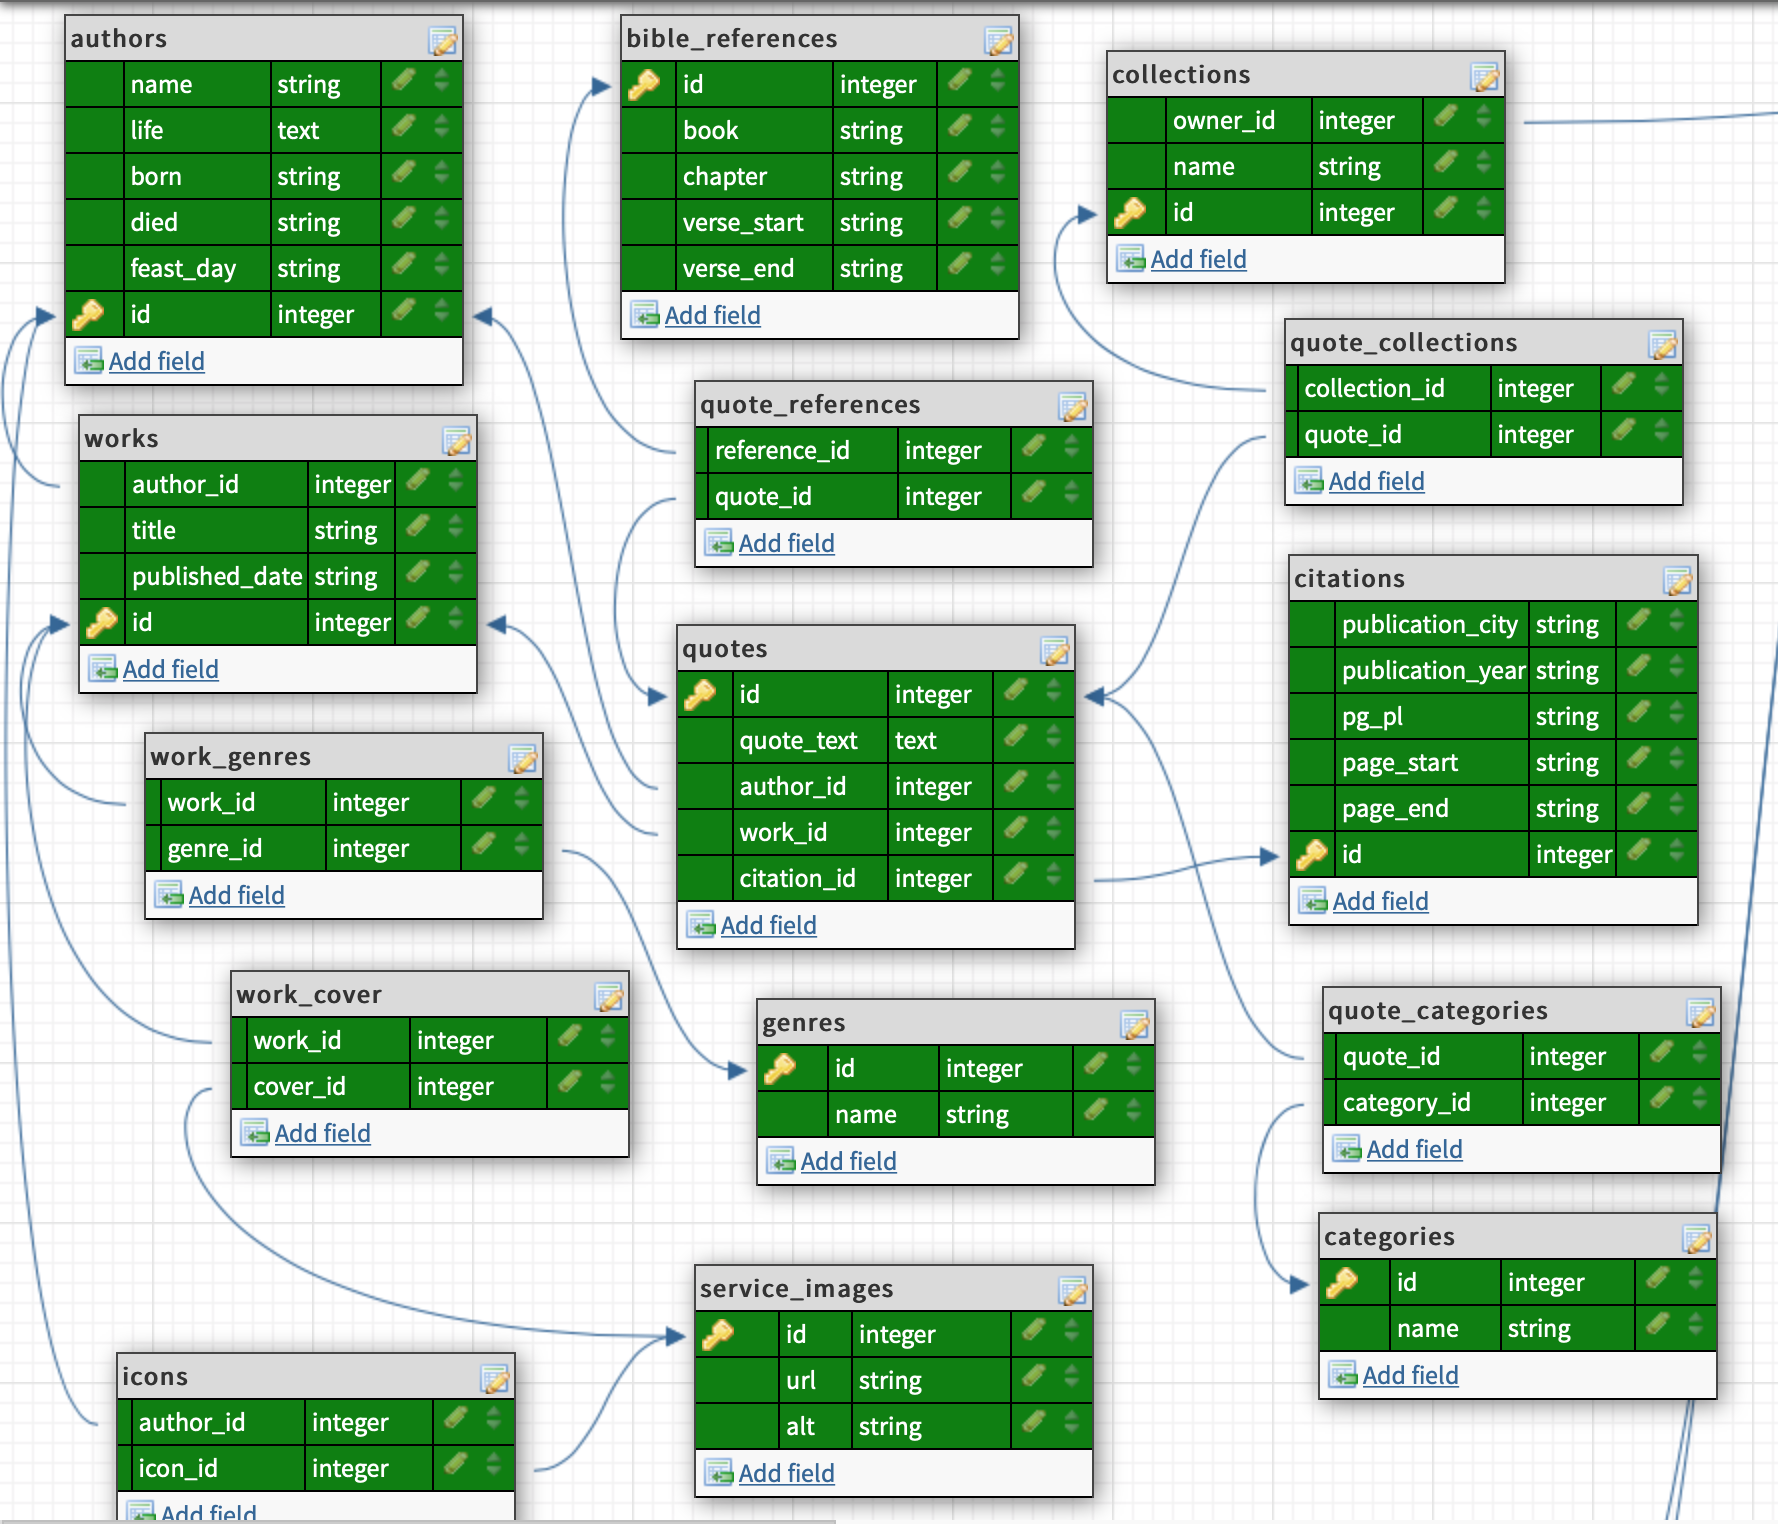 authors
name string
life text
born string
died string
feast_day string
id integer
Add field
bible_references
id integer
book string
chapter string
verse_start string
verse_end string
Add field
collections
owner_id integer
name string
id integer
Add field
quote_collections
collection_id integer
quote_id integer
Add field
quote_references
reference_id integer
quote_id integer
Add field
works
author_id integer
title string
published_date string
id integer
Add field
quotes
id integer
quote_text text
author_id integer
work_id integer
citation_id integer
Add field
citations
publication_city string
publication_year string
pg_pl string
page_start string
page_end string
id integer
Add field
work_genres
work_id integer
genre_id integer
Add field
work_cover
work_id integer
cover_id integer
Add field
genres
id integer
name string
Add field
quote_categories
quote_id integer
category_id integer
Add field
categories
id integer
name string
Add field
service_images
id integer
url string
alt string
Add field
icons
author_id integer
icon_id integer
Add field